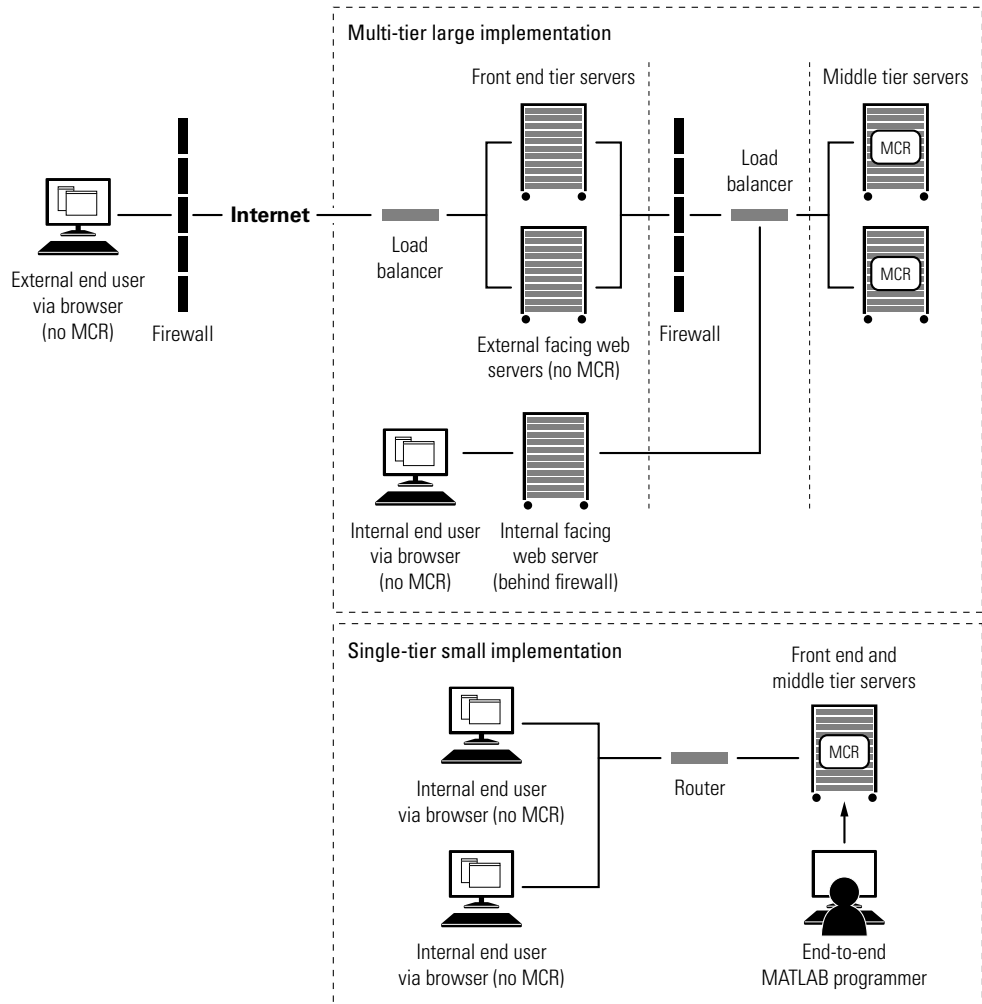 Multi-tier large implementation
Front end tier servers
Middle tier servers
MCR
Load
balancer
Internet
Load
balancer
MCR
External end user
via browser
(no MCR)
Firewall
External facing web
servers (no MCR)
Firewall
Internal end user
via browser
(no MCR)
Internal facing
web server
(behind firewall)
Single-tier small implementation
Front end and
middle tier servers
MCR
Internal end user
via browser (no MCR)
Router
Internal end user
via browser (no MCR)
End-to-end
MATLAB programmer